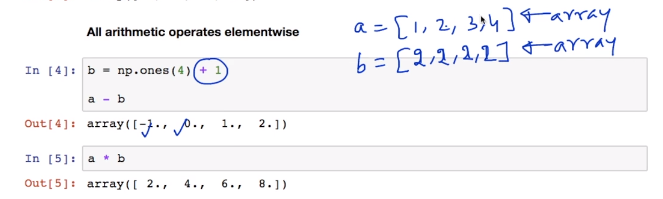 All arithmetic operates elementwise
a = [1, 2, 3, 4] ← array
b = [2, 2, 2, 2] ← array
In [4]: b = np.ones(4) + 1
a - b
Out[4]: array([-1., 0., 1., 2.])
In [5]: a * b
Out[5]: array([ 2., 4., 6., 8.])